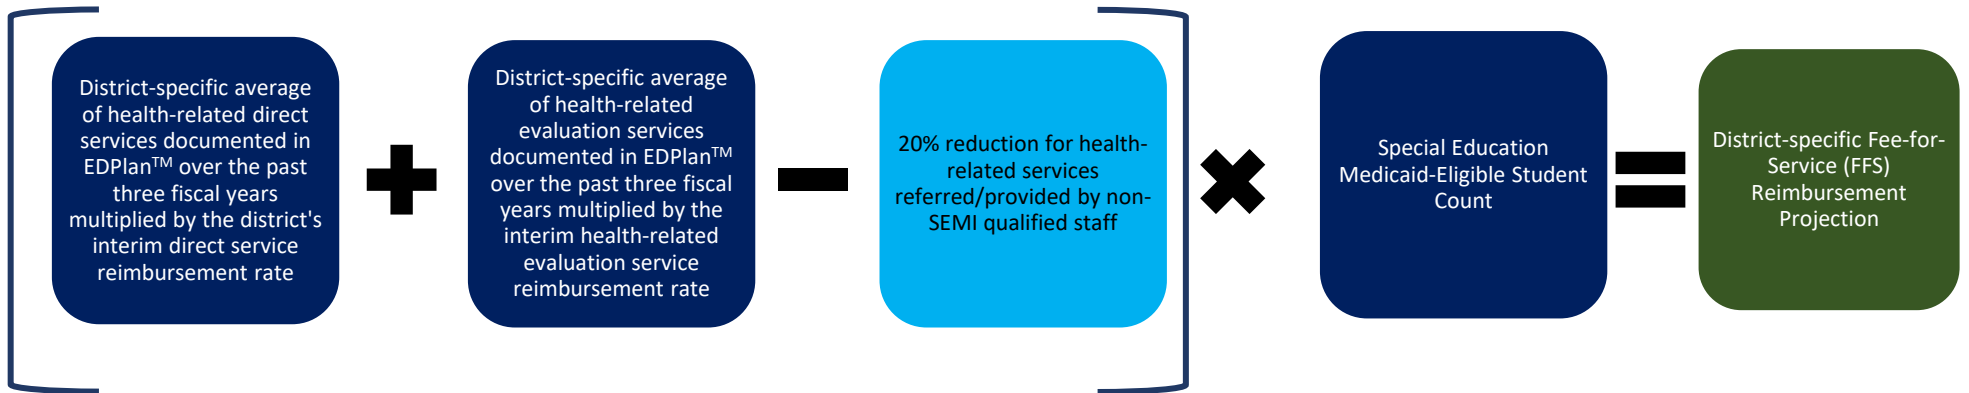 District-specific average
of health-related direct
services documented in
EDPlan™ over the past
three fiscal years
multiplied by the district's
interim direct service
reimbursement rate
District-specific average
of health-related
evaluation services
documented in EDPlan™
over the past three fiscal
years multiplied by the
interim health-related
evaluation service
reimbursement rate
20% reduction for health-
related services
referred/provided by non-
SEMI qualified staff
Special Education
Medicaid-Eligible Student
Count
District-specific Fee-for-
Service (FFS)
Reimbursement
Projection